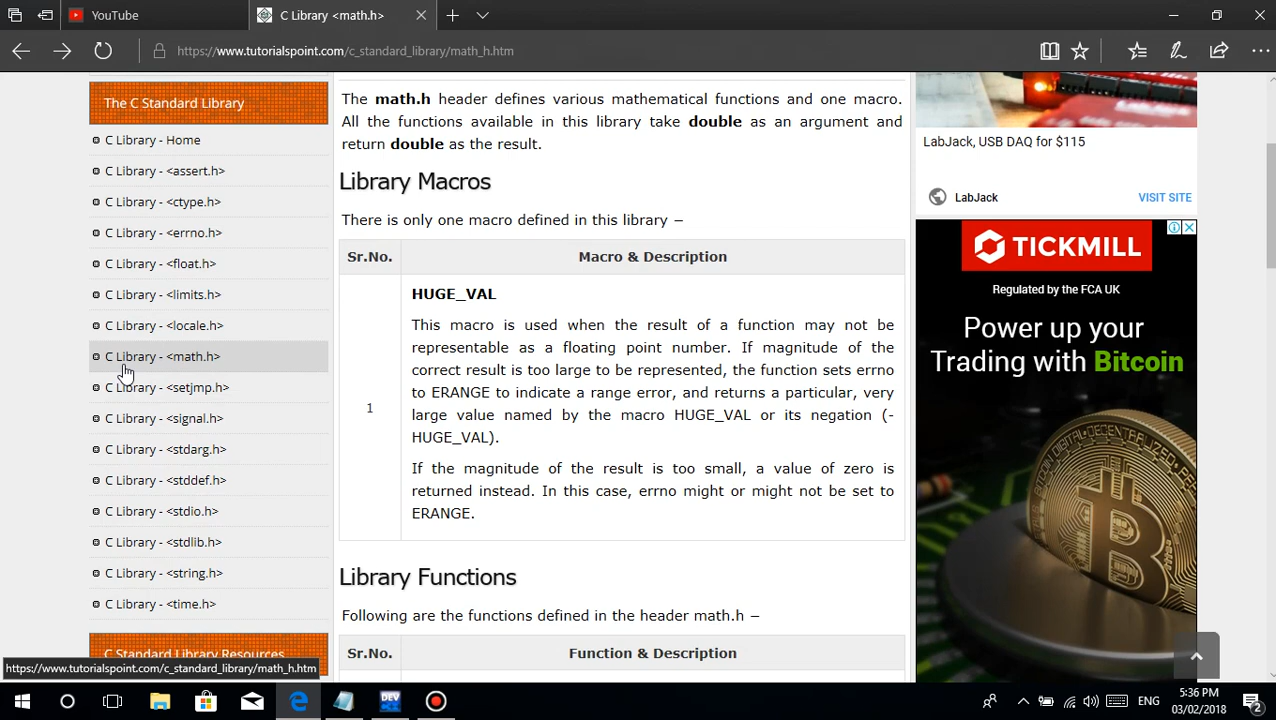 YouTube
C Library <math.h>
https://www.tutorialspoint.com/c_standard_library/math_h.htm
The C Standard Library
C Library - Home
C Library - <assert.h>
C Library - <ctype.h>
C Library - <errno.h>
C Library - <float.h>
C Library - <limits.h>
C Library - <locale.h>
C Library - <math.h>
C Library - <setjmp.h>
C Library - <signal.h>
C Library - <stdarg.h>
C Library - <stddef.h>
C Library - <stdio.h>
C Library - <stdlib.h>
C Library - <string.h>
C Library - <time.h>
C Standard Library Resources
The math.h header defines various mathematical functions and one macro.
All the functions available in this library take double as an argument and
return double as the result.
Library Macros
There is only one macro defined in this library −
Sr.No. Macro & Description
1
HUGE_VAL
This macro is used when the result of a function may not be
representable as a floating point number. If magnitude of the
correct result is too large to be represented, the function sets errno
to ERANGE to indicate a range error, and returns a particular, very
large value named by the macro HUGE_VAL or its negation (-
HUGE_VAL).
If the magnitude of the result is too small, a value of zero is
returned instead. In this case, errno might or might not be set to
ERANGE.
Library Functions
Following are the functions defined in the header math.h −
Sr.No. Function & Description
LabJack, USB DAQ for $115
LabJack VISIT SITE
TICKMILL
Regulated by the FCA UK
Power up your
Trading with Bitcoin
https://www.tutorialspoint.com/c_standard_library/math_h.htm
DEV
ENG
5:36 PM
03/02/2018
2